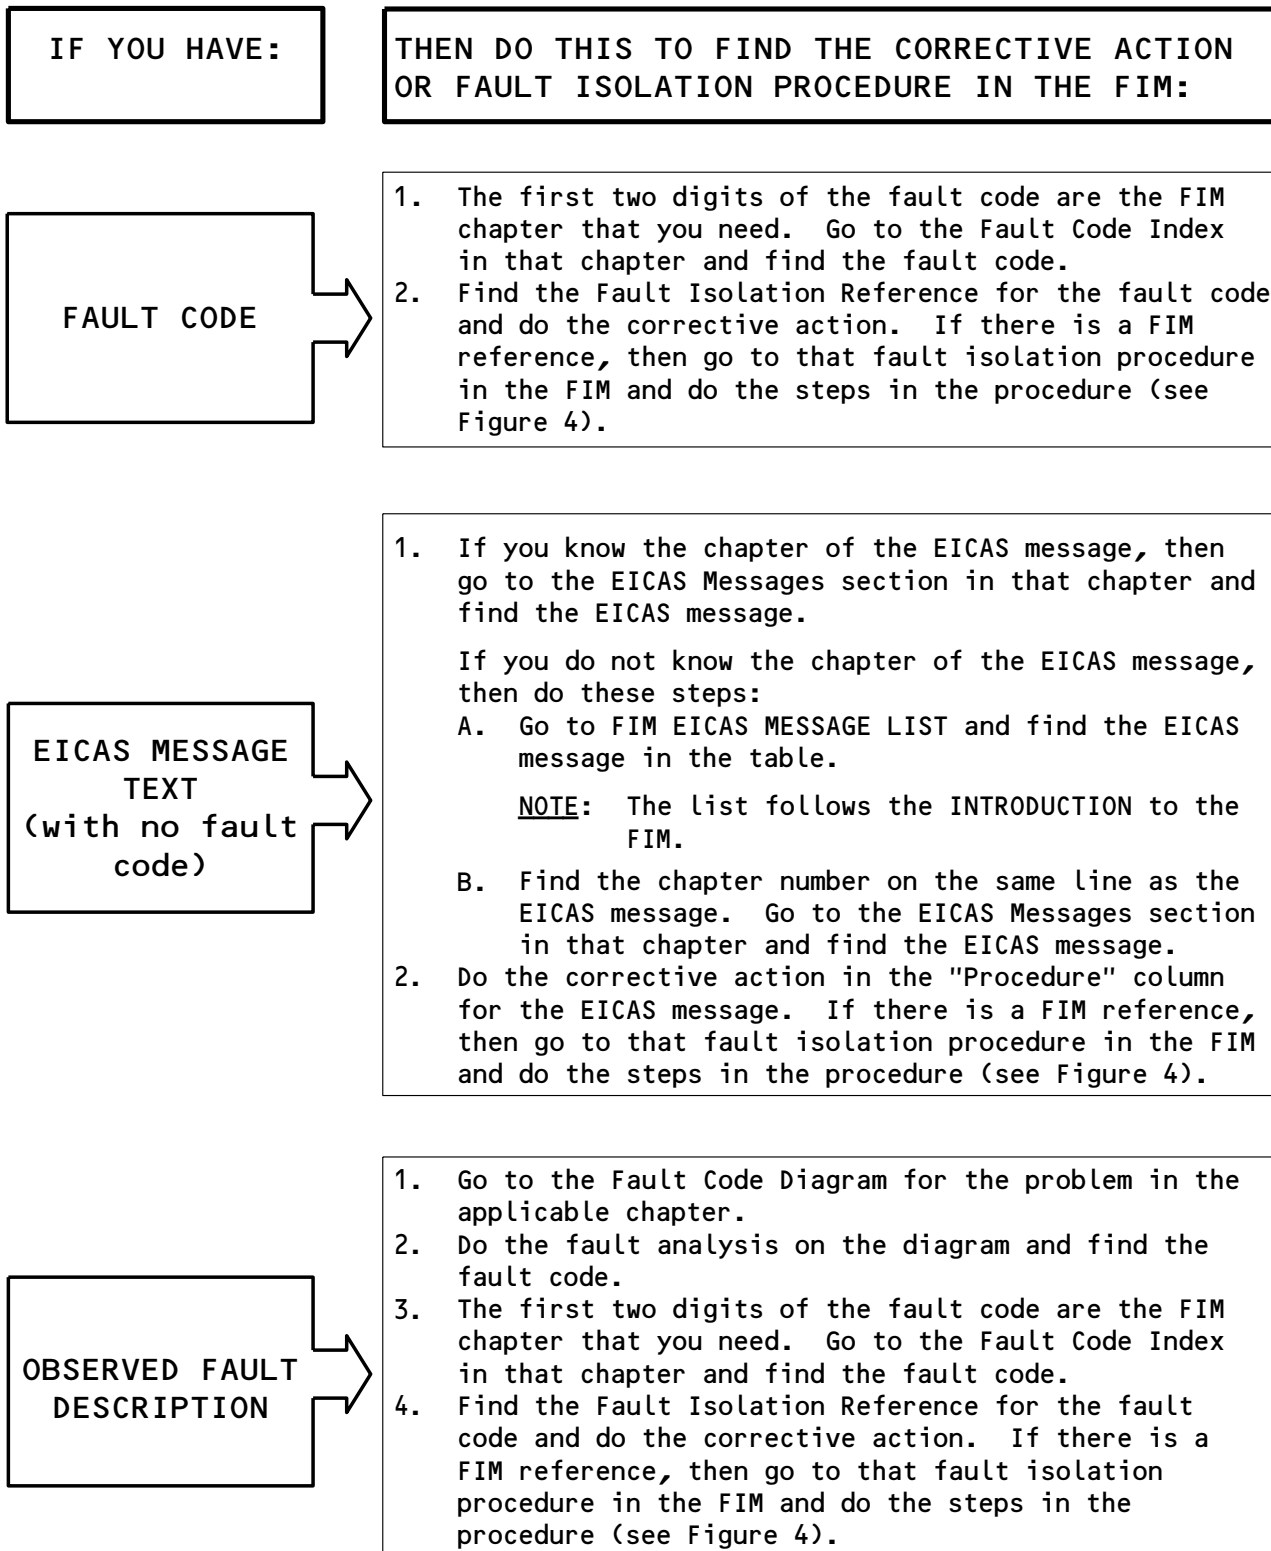 IF YOU HAVE:
THEN DO THIS TO FIND THE CORRECTIVE ACTION
OR FAULT ISOLATION PROCEDURE IN THE FIM:
FAULT CODE
1. The first two digits of the fault code are the FIM
chapter that you need. Go to the Fault Code Index
in that chapter and find the fault code.
2. Find the Fault Isolation Reference for the fault code
and do the corrective action. If there is a FIM
reference, then go to that fault isolation procedure
in the FIM and do the steps in the procedure (see
Figure 4).
EICAS MESSAGE
TEXT
(with no fault
code)
1. If you know the chapter of the EICAS message, then
go to the EICAS Messages section in that chapter and
find the EICAS message.
If you do not know the chapter of the EICAS message,
then do these steps:
A. Go to FIM EICAS MESSAGE LIST and find the EICAS
message in the table.
NOTE: The list follows the INTRODUCTION to the
FIM.
B. Find the chapter number on the same line as the
EICAS message. Go to the EICAS Messages section
in that chapter and find the EICAS message.
2. Do the corrective action in the "Procedure" column
for the EICAS message. If there is a FIM reference,
then go to that fault isolation procedure in the FIM
and do the steps in the procedure (see Figure 4).
OBSERVED FAULT
DESCRIPTION
1. Go to the Fault Code Diagram for the problem in the
applicable chapter.
2. Do the fault analysis on the diagram and find the
fault code.
3. The first two digits of the fault code are the FIM
chapter that you need. Go to the Fault Code Index
in that chapter and find the fault code.
4. Find the Fault Isolation Reference for the fault
code and do the corrective action. If there is a
FIM reference, then go to that fault isolation
procedure in the FIM and do the steps in the
procedure (see Figure 4).